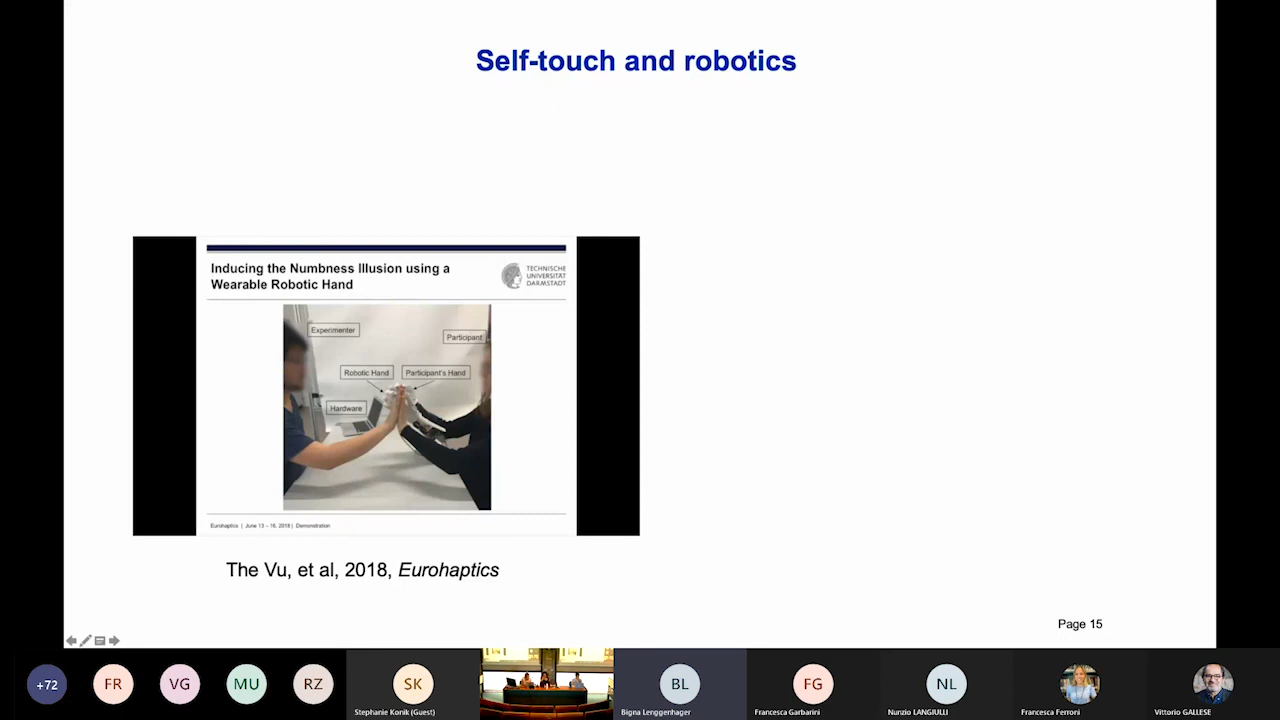 Self-touch and robotics
Inducing the Numbness Illusion using a
Wearable Robotic Hand
TECHNISCHE
UNIVERSITÄT
DARMSTADT
Experimenter
Participant
Robotic Hand
Participant's Hand
Hardware
Eurohaptics | June 13 – 16, 2018 | Demonstration
The Vu, et al, 2018, Eurohaptics
Page 15
+72
FR
VG
MU
RZ
SK
BL
FG
NL
Stephanie Konik (Guest)
Bigna Lenggenhager
Francesca Garbarini
Nunzio LANGIULLI
Francesca Ferroni
Vittorio GALLESE